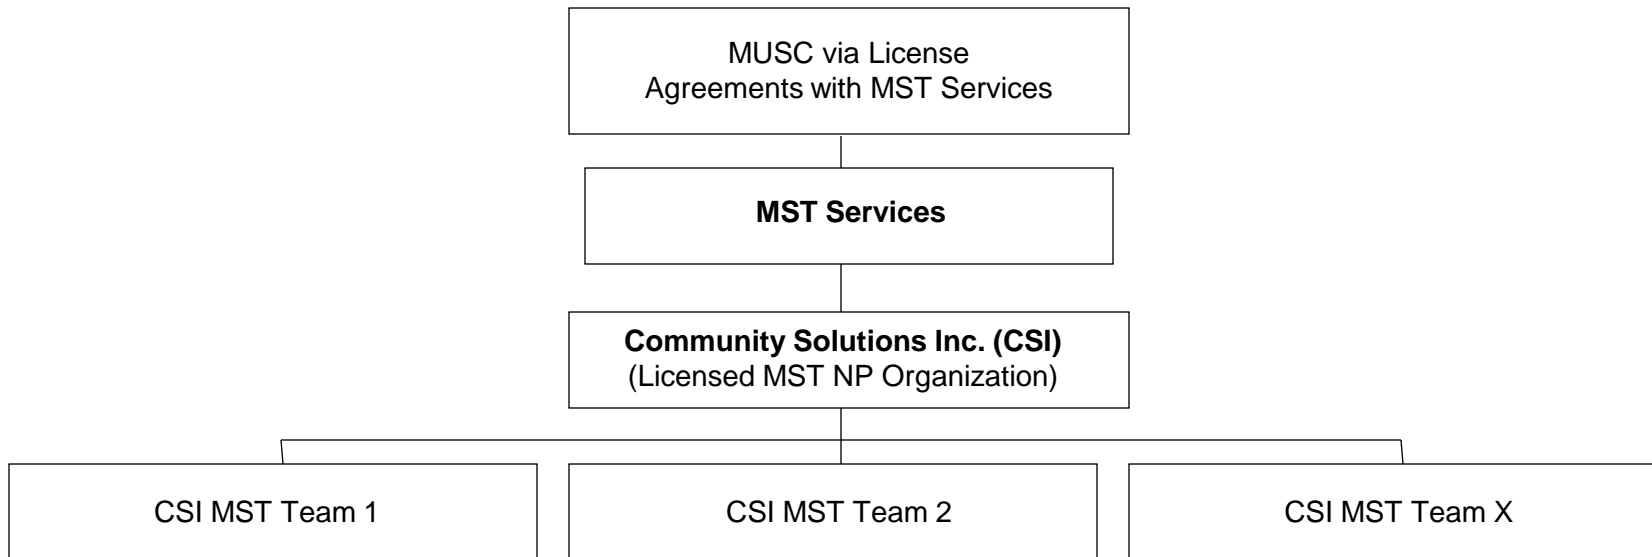 MUSC via License
Agreements with MST Services
MST Services
Community Solutions Inc. (CSI)
(Licensed MST NP Organization)
CSI MST Team 1
CSI MST Team 2
CSI MST Team X